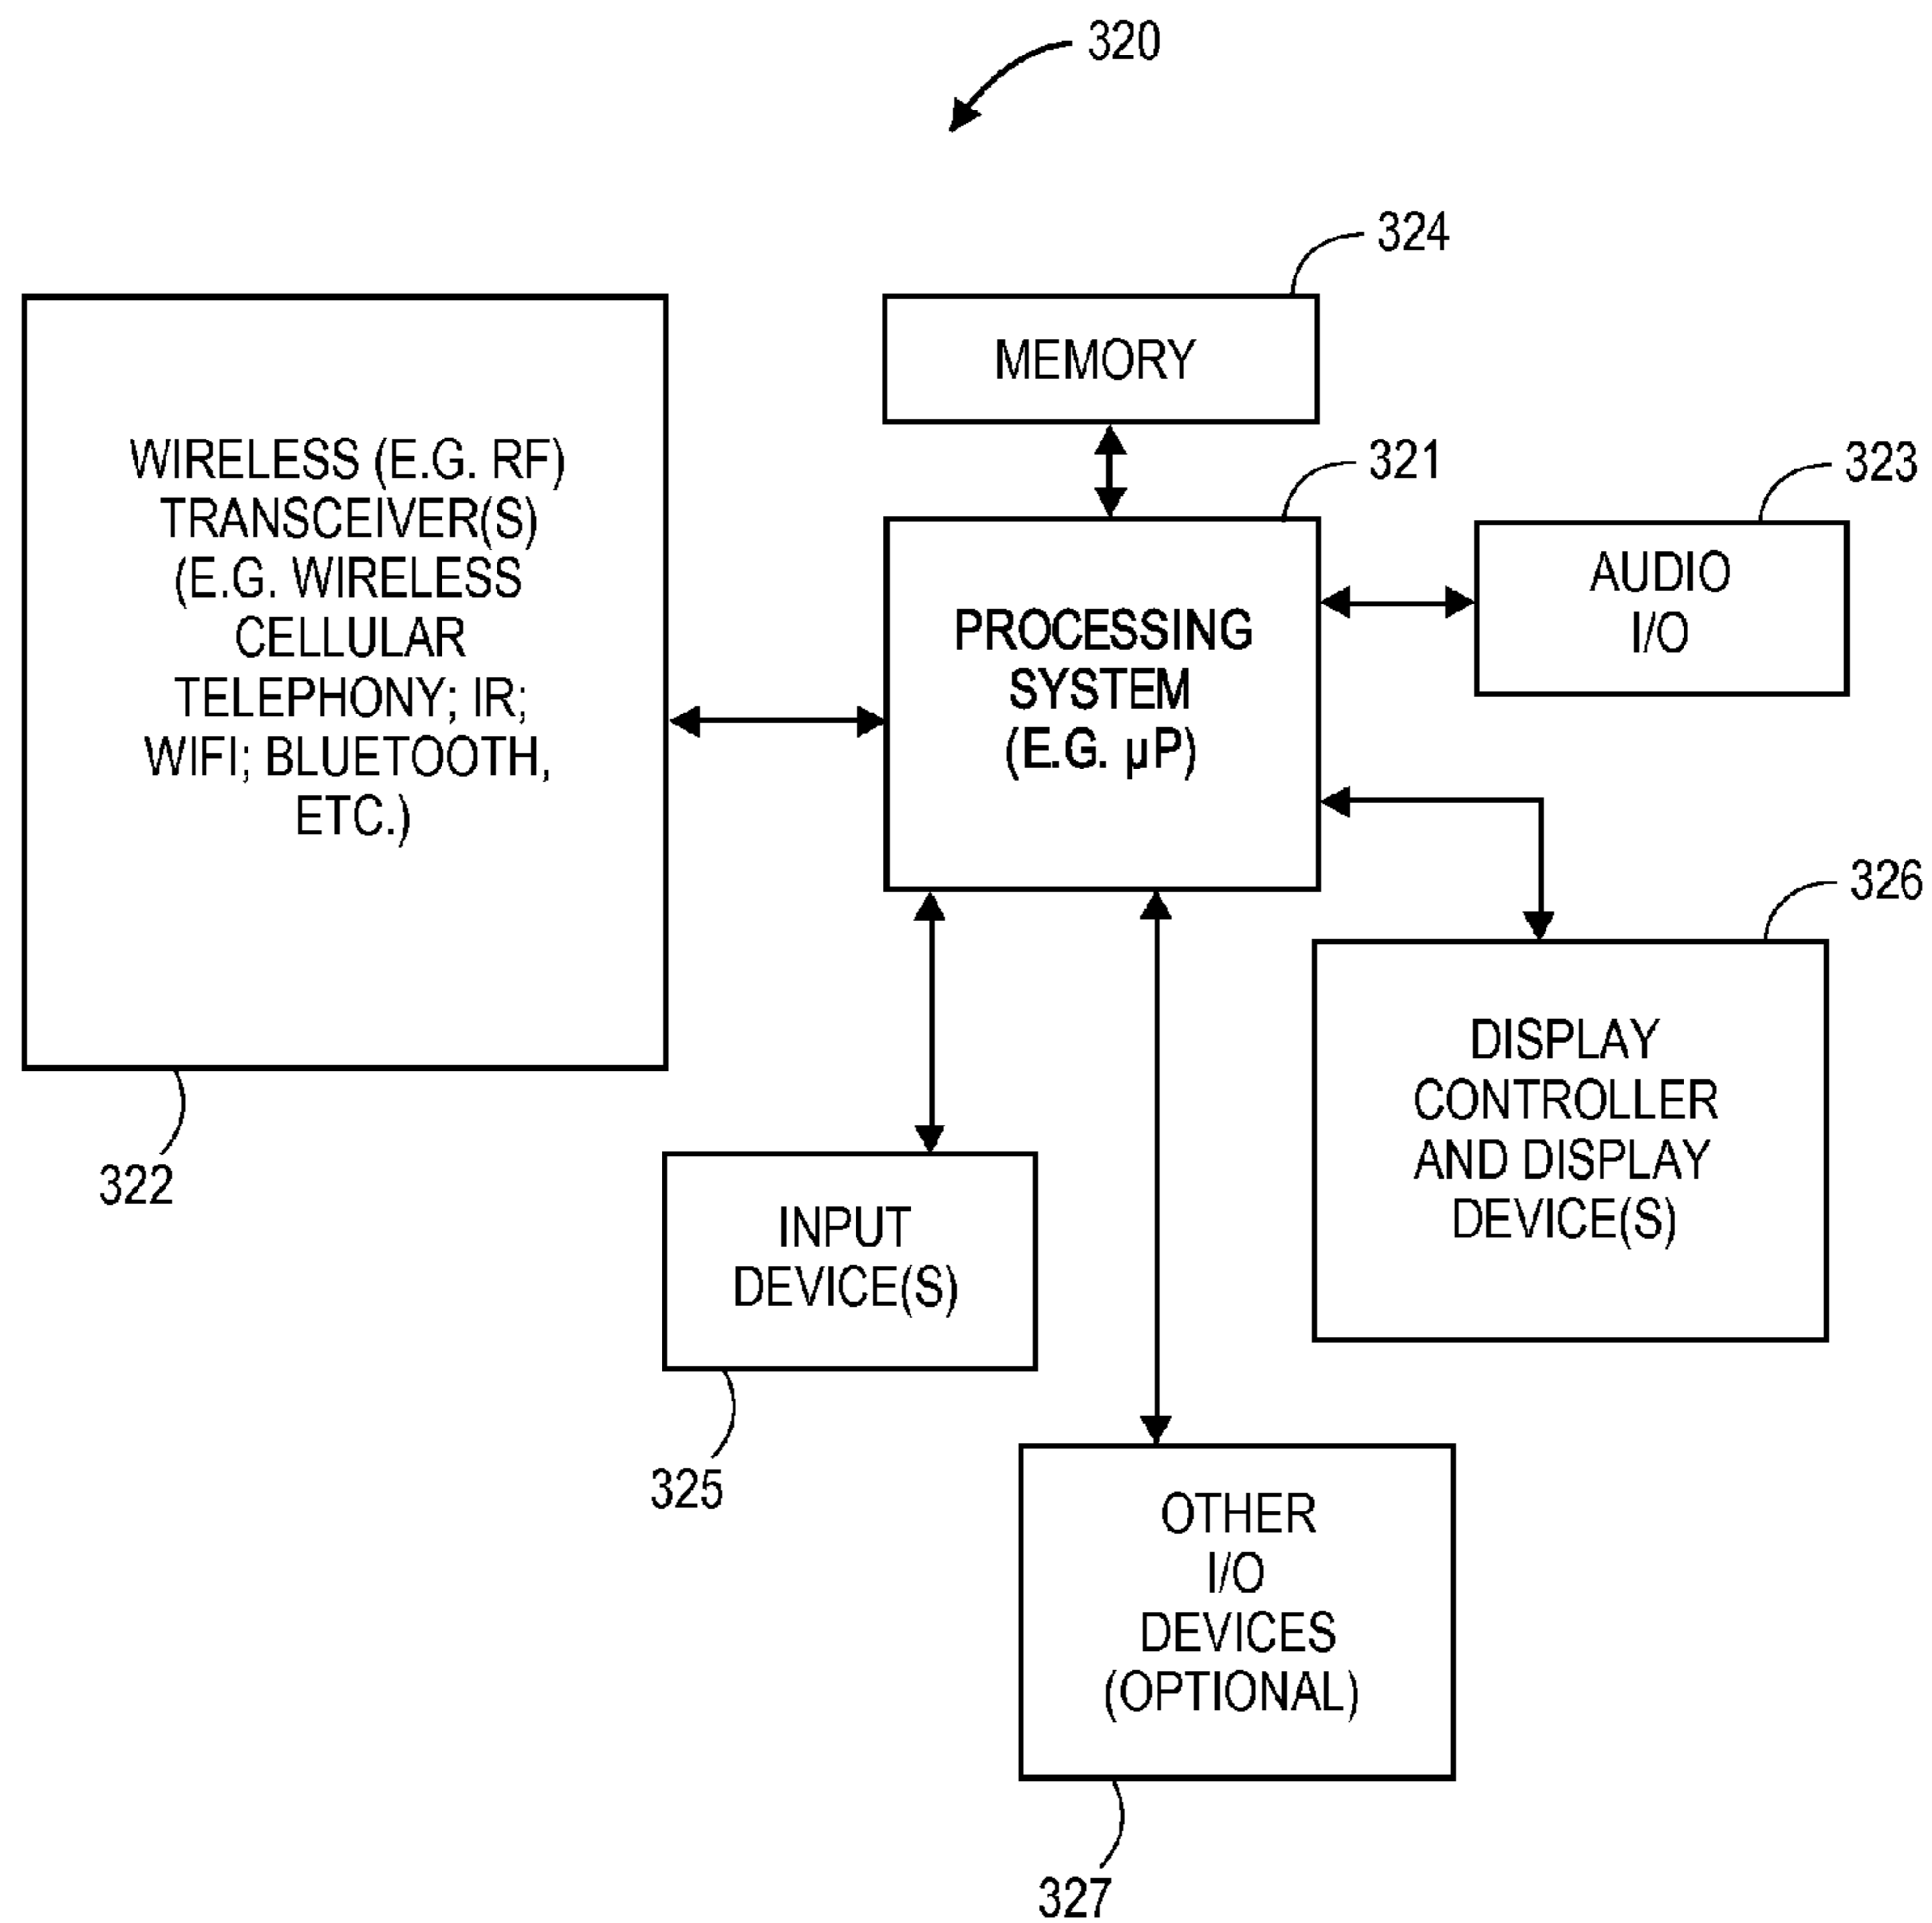 320
324
MEMORY
321
323
WIRELESS (E.G. RF)
TRANSCEIVER(S)
(E.G. WIRELESS
CELLULAR
TELEPHONY; IR;
WIFI; BLUETOOTH,
ETC.)
PROCESSING
SYSTEM
(E.G. µP)
AUDIO
I/O
326
DISPLAY
CONTROLLER
AND DISPLAY
DEVICE(S)
322
INPUT
DEVICE(S)
325
OTHER
I/O
DEVICES
(OPTIONAL)
327